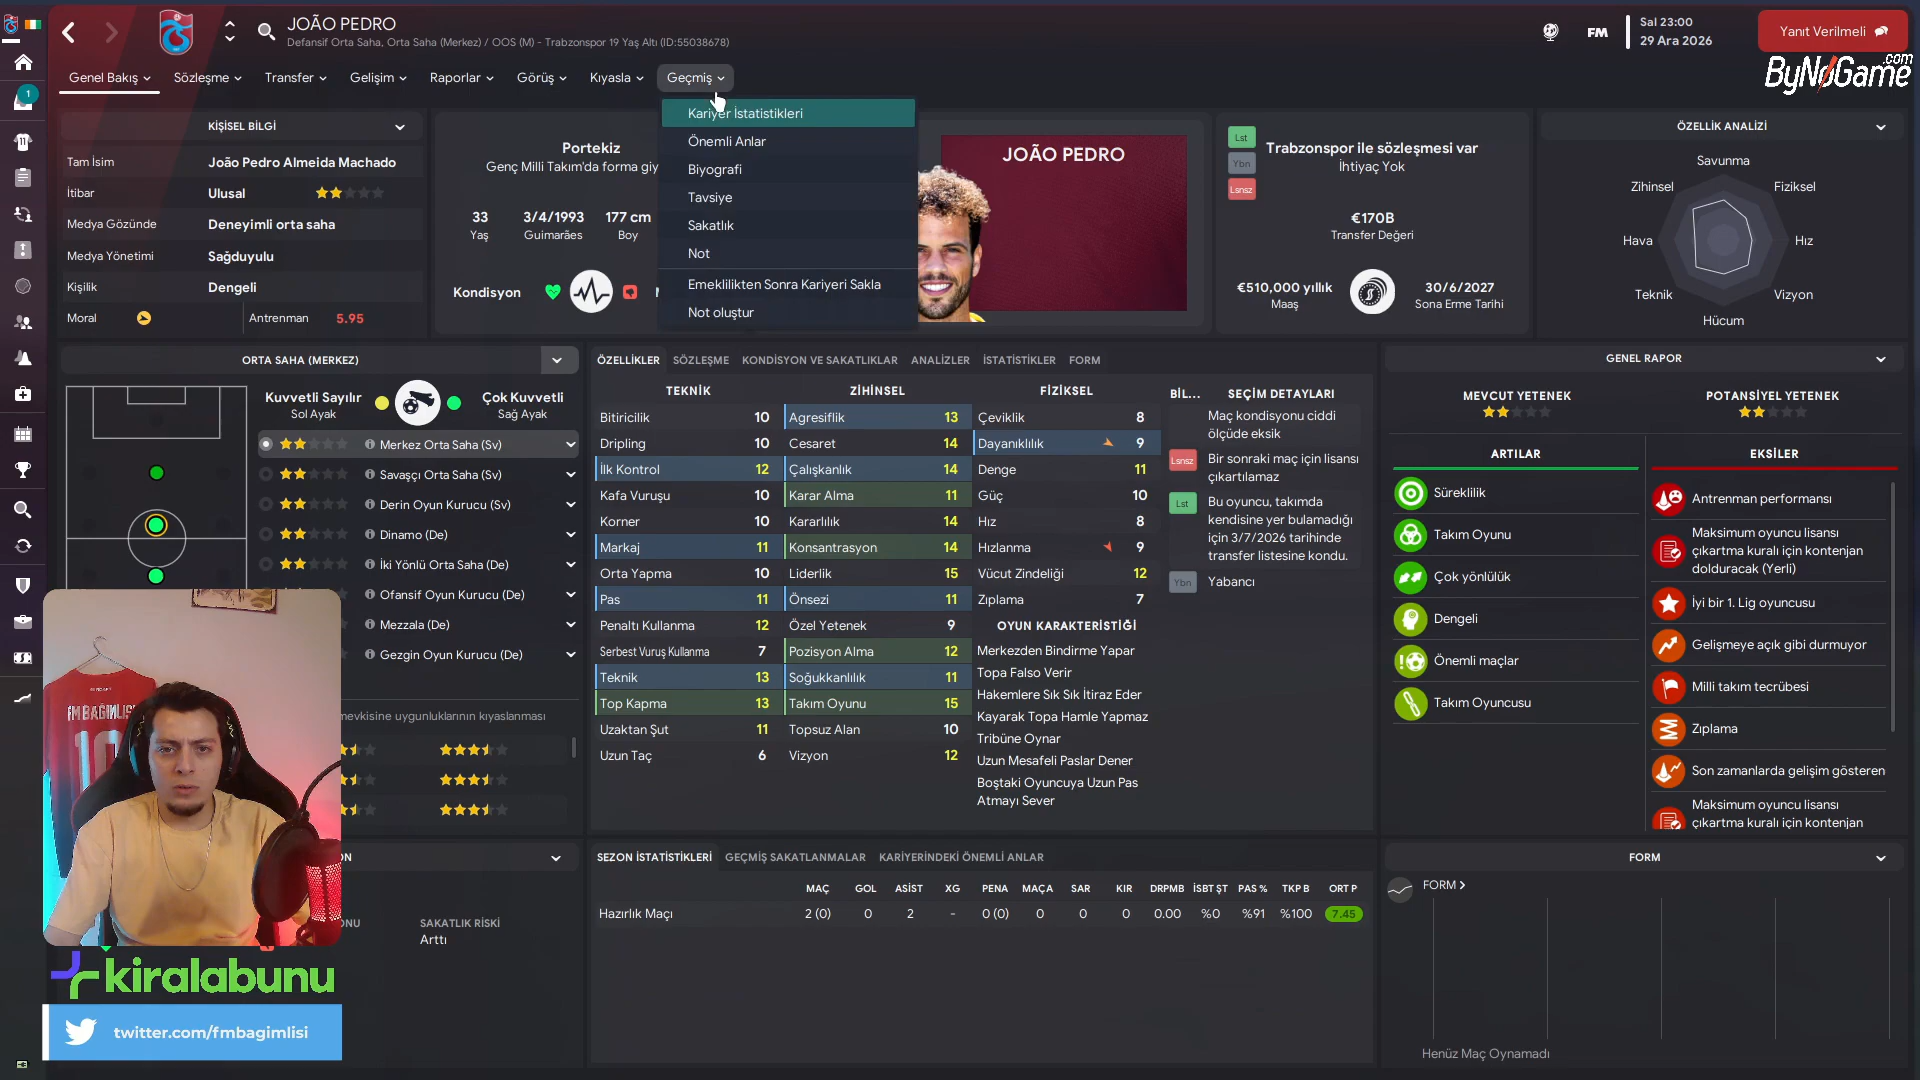 JOÃO PEDRO
Defansif Orta Saha, Orta Saha (Merkez) / OOS (M) - Trabzonspor 19 Yaş Altı (ID:55038678)
FM
Sal 23:00
29 Ara 2026
Yanıt Verilmeli
ByNoGame.com
Genel Bakış
Sözleşme
Transfer
Gelişim
Raporlar
Görüş
Kıyasla
Geçmiş
1
11
Kariyer İstatistikleri
Önemli Anlar
Biyografi
Tavsiye
Sakatlık
Not
Emeklilikten Sonra Kariyeri Sakla
Not oluştur
KİŞİSEL BİLGİ
Tam İsim João Pedro Almeida Machado
İtibar Ulusal
Medya Gözünde Deneyimli orta saha
Medya Yönetimi Sağduyulu
Kişilik Dengeli
Moral
Antrenman 5.95
Portekiz
Genç Milli Takım'da forma giy
33 3/4/1993 177 cm
Yaş Guimarães Boy
Kondisyon
JOÃO PEDRO
Lst
Ybn
Lsnsz
Trabzonspor ile sözleşmesi var
İhtiyaç Yok
€170B
Transfer Değeri
€510,000 yıllık
Maaş
30/6/2027
Sona Erme Tarihi
ÖZELLİK ANALİZİ
Savunma
Zihinsel Fiziksel
Hava Hız
Teknik Vizyon
Hücum
ORTA SAHA (MERKEZ)
Kuvvetli Sayılır
Sol Ayak
Çok Kuvvetli
Sağ Ayak
Merkez Orta Saha (Sv)
Savaşçı Orta Saha (Sv)
Derin Oyun Kurucu (Sv)
Dinamo (De)
İki Yönlü Orta Saha (De)
Ofansif Oyun Kurucu (De)
Mezzala (De)
Gezgin Oyun Kurucu (De)
mevkisine uygunluklarının kıyaslanması
ÖZELLİKLER SÖZLEŞME KONDİSYON VE SAKATLIKLAR ANALİZLER İSTATİSTİKLER FORM
TEKNİK
Bitiricilik 10
Dripling 10
İlk Kontrol 12
Kafa Vuruşu 10
Korner 10
Markaj 11
Orta Yapma 10
Pas 11
Penaltı Kullanma 12
Serbest Vuruş Kullanma 7
Teknik 13
Top Kapma 13
Uzaktan Şut 11
Uzun Taç 6
ZİHİNSEL
Agresiflik 13
Cesaret 14
Çalışkanlık 14
Karar Alma 11
Kararlılık 14
Konsantrasyon 14
Liderlik 15
Önsezi 11
Özel Yetenek 9
Pozisyon Alma 12
Soğukkanlılık 11
Takım Oyunu 15
Topsuz Alan 10
Vizyon 12
FİZİKSEL
Çeviklik 8
Dayanıklılık 9
Denge 11
Güç 10
Hız 8
Hızlanma 9
Vücut Zindeliği 12
Zıplama 7
OYUN KARAKTERİSTİĞİ
Merkezden Bindirme Yapar
Topa Falso Verir
Hakemlere Sık Sık İtiraz Eder
Kayarak Topa Hamle Yapmaz
Tribüne Oynar
Uzun Mesafeli Paslar Dener
Boştaki Oyuncuya Uzun Pas
Atmayı Sever
BİL... SEÇİM DETAYLARI
Maç kondisyonu ciddi
ölçüde eksik
Lsnsz
Bir sonraki maç için lisansı
çıkartılamaz
Lst
Bu oyuncu, takımda
kendisine yer bulamadığı
için 3/7/2026 tarihinde
transfer listesine kondu.
Ybn Yabancı
GENEL RAPOR
MEVCUT YETENEK POTANSİYEL YETENEK
ARTILAR
Süreklilik
Takım Oyunu
Çok yönlülük
Dengeli
Önemli maçlar
Takım Oyuncusu
EKSİLER
Antrenman performansı
Maksimum oyuncu lisansı
çıkartma kuralı için kontenjan
dolduracak (Yerli)
İyi bir 1. Lig oyuncusu
Gelişmeye açık gibi durmuyor
Milli takım tecrübesi
Zıplama
Son zamanlarda gelişim gösteren
Maksimum oyuncu lisansı
çıkartma kuralı için kontenjan
SAKATLIK RİSKİ
Arttı
SEZON İSTATİSTİKLERİ GEÇMİŞ SAKATLANMALAR KARİYERİNDEKİ ÖNEMLİ ANLAR
MAÇ GOL ASİST XG PENA MAÇA SAR KIR DRPMB İSBT ŞT PAS % TKP B ORT P
Hazırlık Maçı 2 (0) 0 2 - 0 (0) 0 0 0 0.00 %0 %91 %100 7.45
FORM
FORM
Henüz Maç Oynamadı
FM BAĞIMLISI
10
kiralabunu
twitter.com/fmbagimlisi